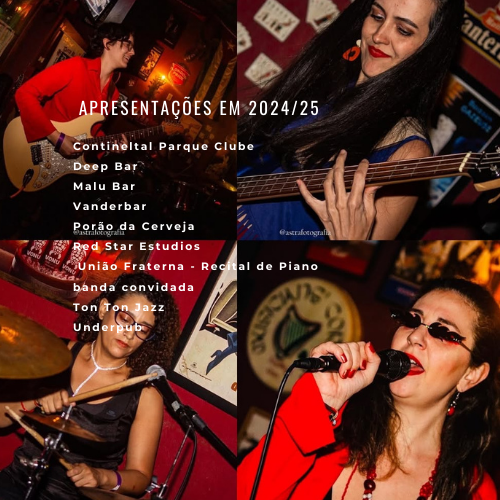 APRESENTAÇÕES EM 2024/25
Contineltal Parque Clube
Deep Bar
Malu Bar
Vanderbar
Porão da Cerveja
@astrafotografia
@astrafotografia
Red Star Estudios
União Fraterna - Recital de Piano
banda convidada
Ton Ton Jazz
Underpub